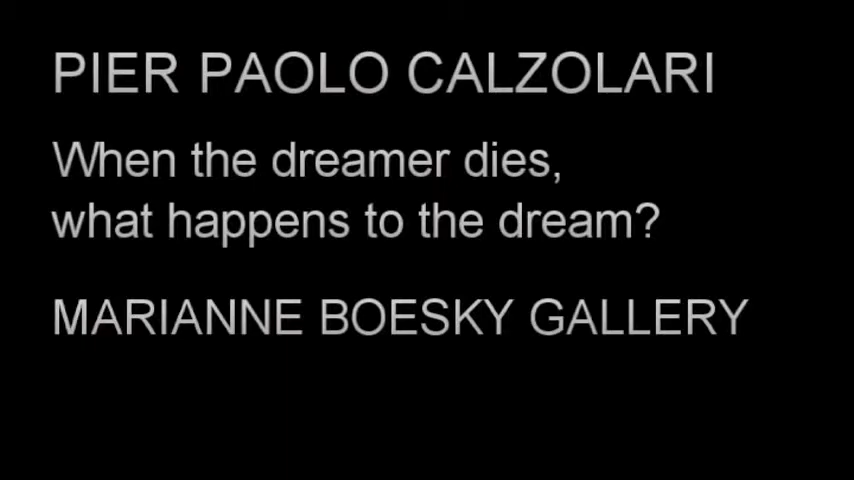 PIER PAOLO CALZOLARI
When the dreamer dies,
what happens to the dream?
MARIANNE BOESKY GALLERY